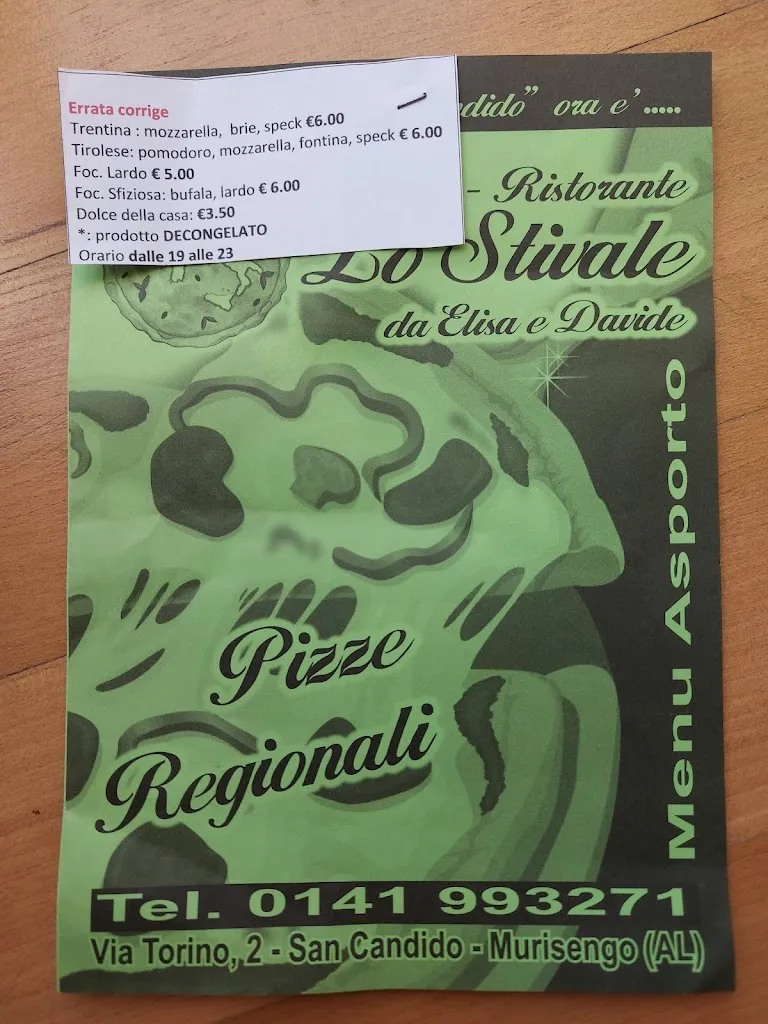 Errata corrige
Trentina : mozzarella, brie, speck €6.00
Tirolese: pomodoro, mozzarella, fontina, speck € 6.00
Foc. Lardo € 5.00
Foc. Sfiziosa: bufala, lardo € 6.00
Dolce della casa: €3.50
*: prodotto DECONGELATO
Orario dalle 19 alle 23
ora e' .....
- Ristorante
Lo Stivale
da Elisa e Davide
Menu Asporto
Pizze
Regionali
Tel. 0141 993271
Via Torino, 2 - San Candido - Murisengo (AL)